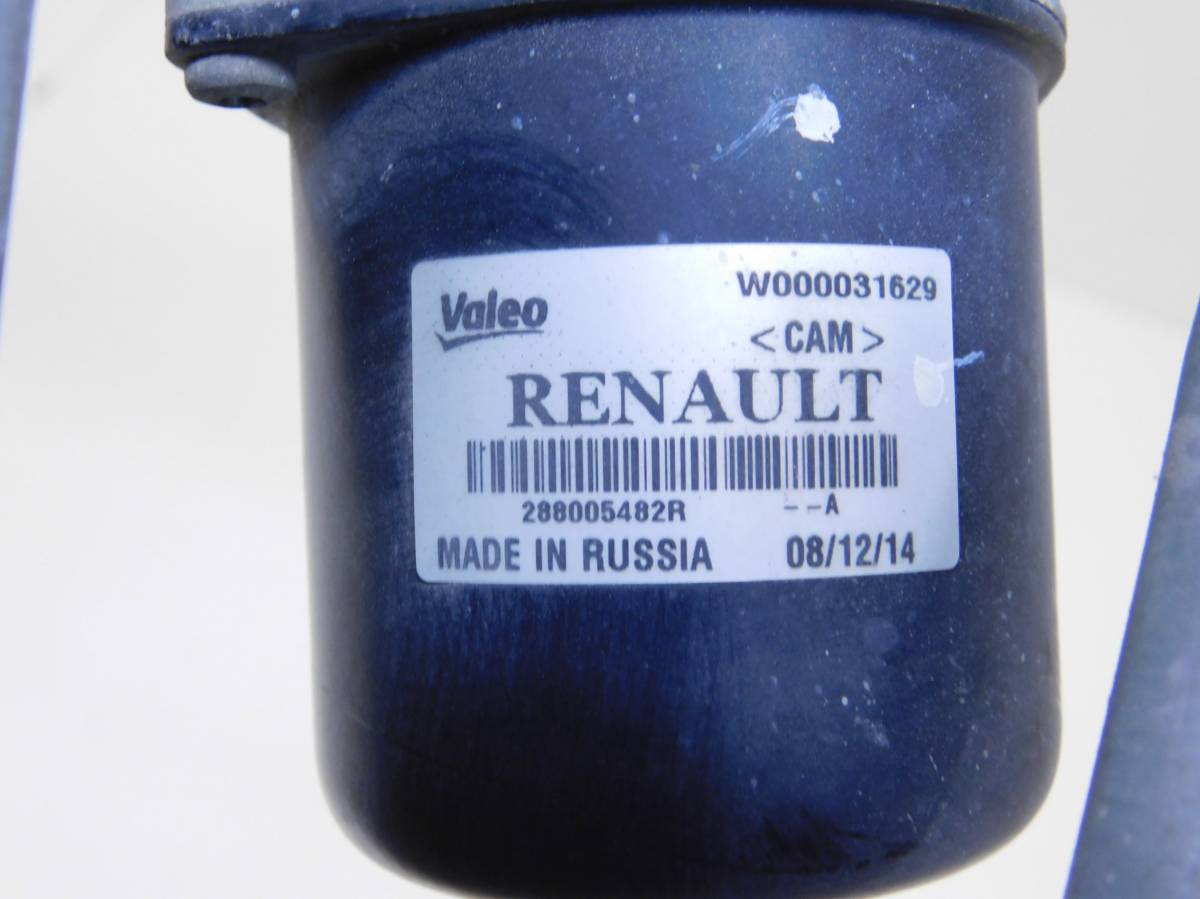 Valeo
W000031629
<CAM>
RENAULT
288005482R --A
MADE IN RUSSIA 08/12/14